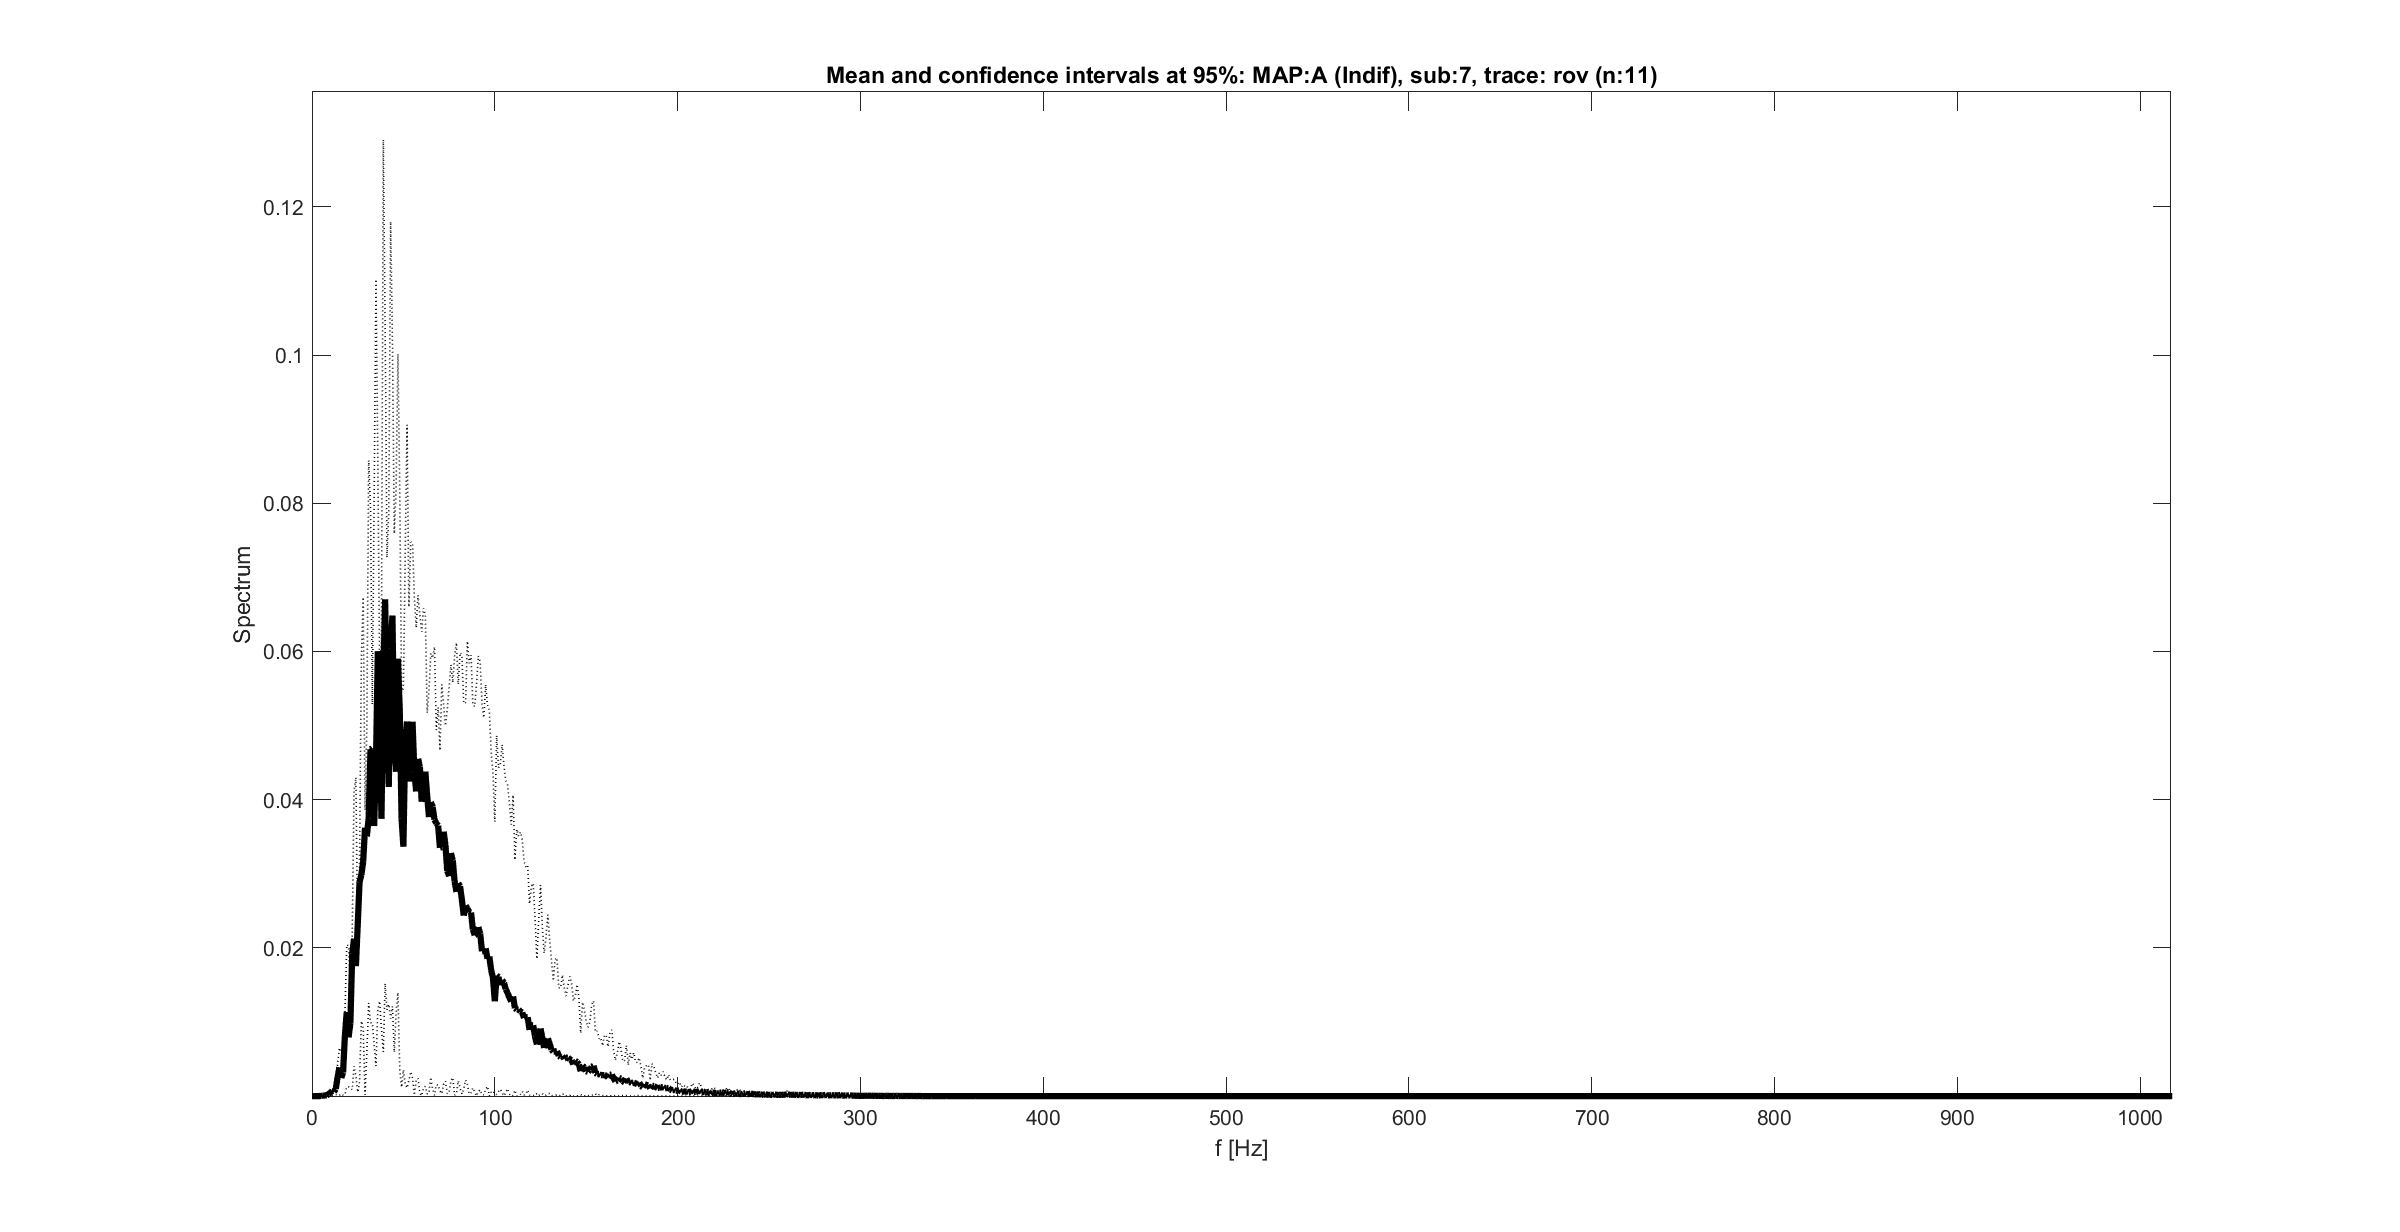 Mean and confidence intervals at 95%: MAP:A (Indif), sub:7, trace: rov (n:11)
0.12
0.1
0.08
0.06
0.04
0.02
Spectrum
0 100 200 300 400 500 600 700 800 900 1000
f [Hz]